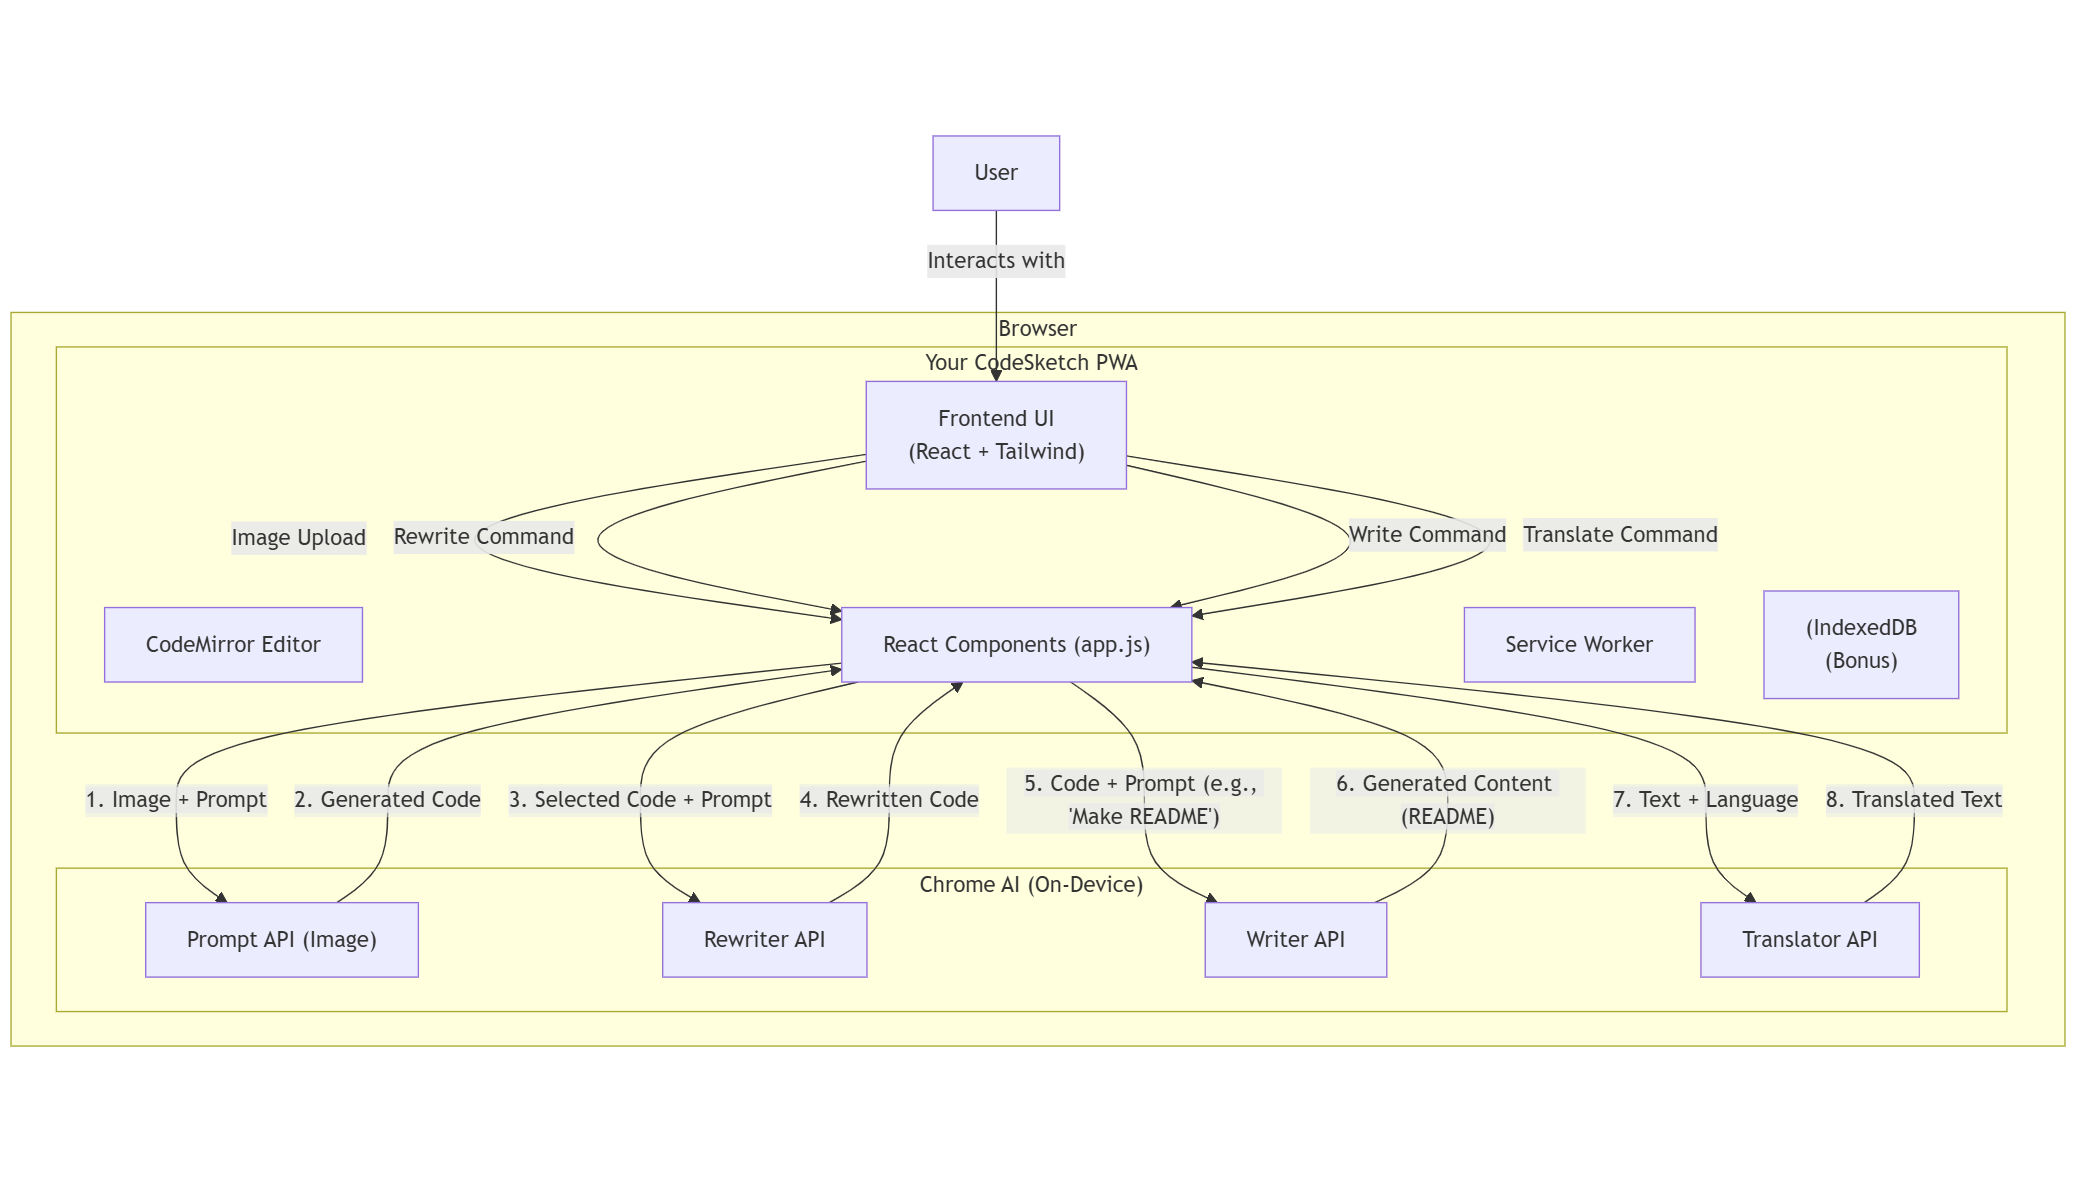 User
Interacts with
Browser
Your CodeSketch PWA
Frontend UI
(React + Tailwind)
Image Upload
Rewrite Command
Write Command
Translate Command
CodeMirror Editor
React Components (app.js)
Service Worker
(IndexedDB
(Bonus)
1. Image + Prompt
2. Generated Code
3. Selected Code + Prompt
4. Rewritten Code
5. Code + Prompt (e.g.,
'Make README')
6. Generated Content
(README)
7. Text + Language
8. Translated Text
Chrome AI (On-Device)
Prompt API (Image)
Rewriter API
Writer API
Translator API